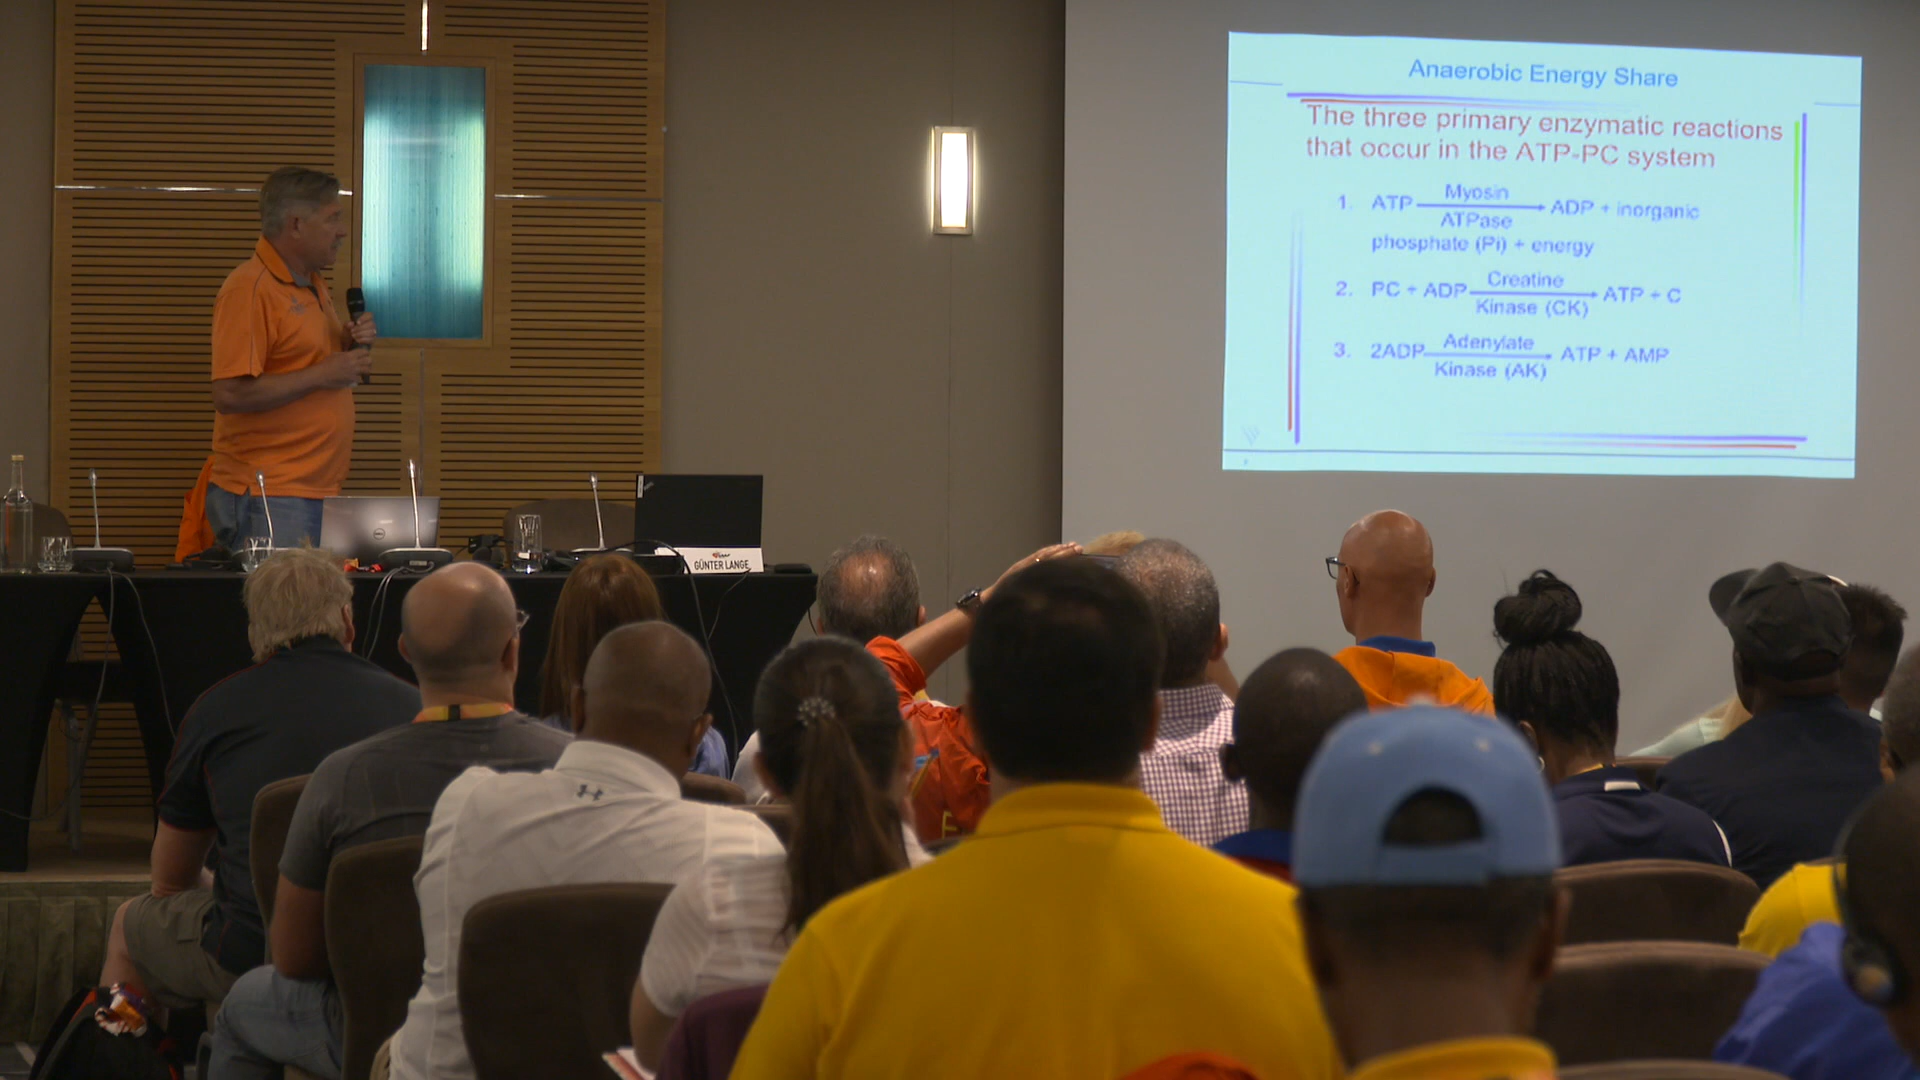 Anaerobic Energy Share
The three primary enzymatic reactions
that occur in the ATP-PC system
1. ATP Myosin ATPase ADP + inorganic
phosphate (Pi) + energy
2. PC + ADP Creatine Kinase (CK) ATP + C
3. 2ADP Adenylate Kinase (AK) ATP + AMP
GÜNTER LANGE